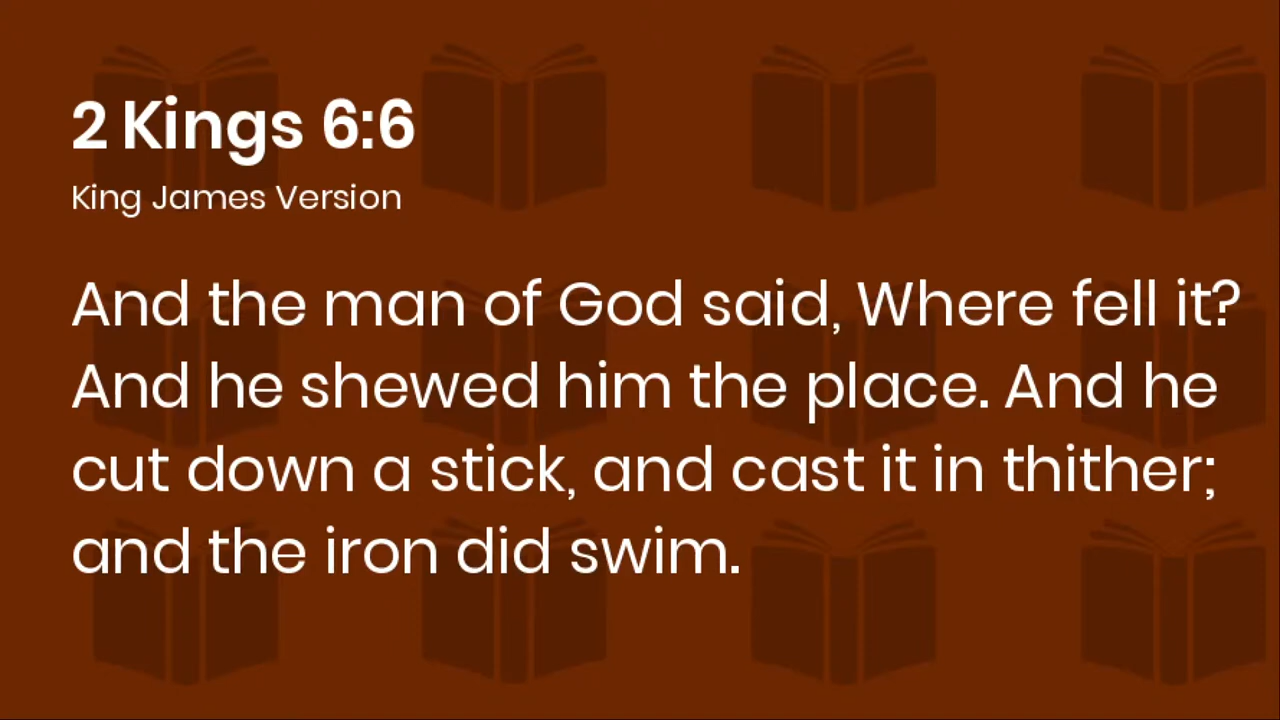 2 Kings 6:6
King James Version
And the man of God said, Where fell it?
And he shewed him the place. And he
cut down a stick, and cast it in thither;
and the iron did swim.